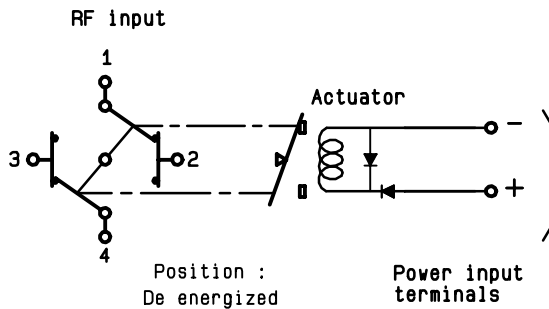 RF input
1
Actuator
-
3
2
+
4
Position :
De energized
Power input
terminals